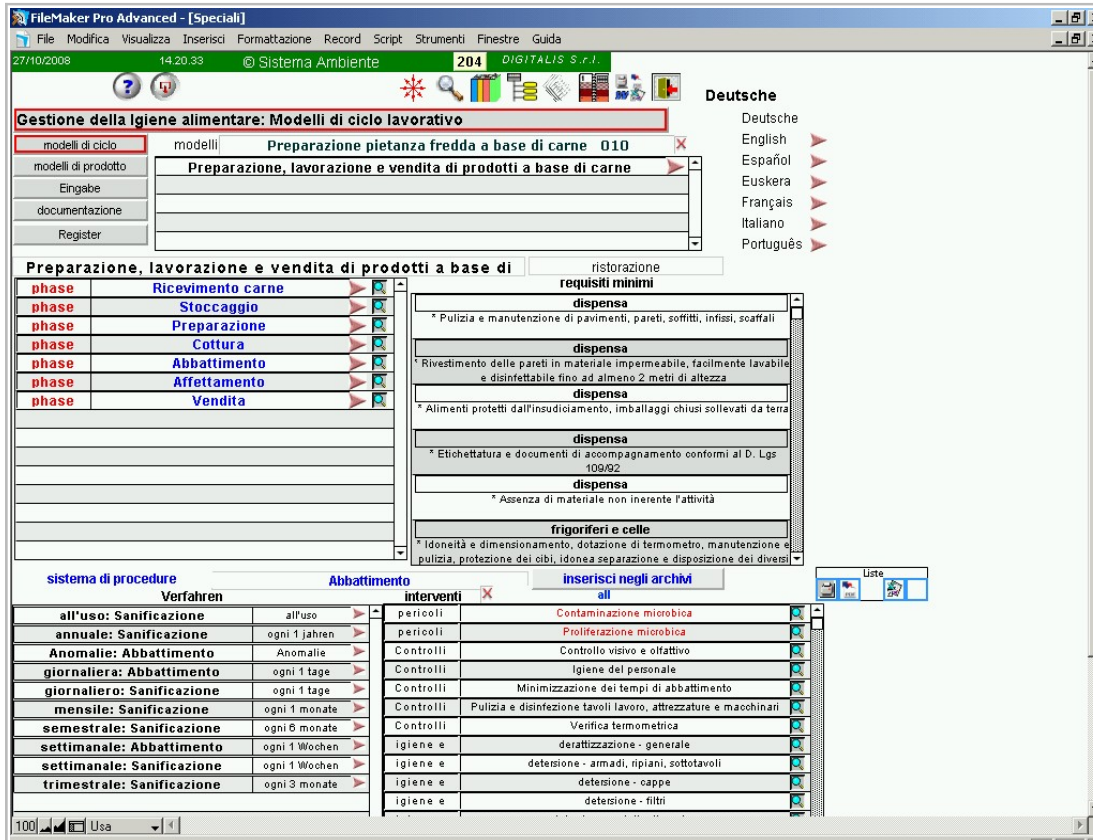 FileMaker Pro Advanced - [Speciali]
File Modifica Visualizza Inserisci Formattazione Record Script Strumenti Finestre Guida
27/10/2008 14.20.33 © Sistema Ambiente 204 DIGITALIS S.r.l.
Deutsche
Gestione della Igiene alimentare: Modelli di ciclo lavorativo
Deutsche
English
Español
Euskera
Français
Italiano
Português
modelli di ciclo
modelli di prodotto
Eingabe
documentazione
Register
modelli Preparazione pietanza fredda a base di carne 010
Preparazione, lavorazione e vendita di prodotti a base di carne
Preparazione, lavorazione e vendita di prodotti a base di
ristorazione
phase Ricevimento carne
phase Stoccaggio
phase Preparazione
phase Cottura
phase Abbattimento
phase Affettamento
phase Vendita
requisiti minimi
dispensa
* Pulizia e manutenzione di pavimenti, pareti, soffitti, infissi, scaffali
dispensa
* Rivestimento delle pareti in materiale impermeabile, facilmente lavabile
e disinfettabile fino ad almeno 2 metri di altezza
dispensa
* Alimenti protetti dall'insudiciamento, imballaggi chiusi sollevati da terra
dispensa
* Etichettatura e documenti di accompagnamento conformi al D. Lgs
109/92
dispensa
* Assenza di materiale non inerente l'attività
frigoriferi e celle
* Idoneità e dimensionamento, dotazione di termometro, manutenzione e
pulizia, protezione dei cibi, idonea separazione e disposizione dei diversi
sistema di procedure Abbattimento inserisci negli archivi
Liste
Verfahren
all'uso: Sanificazione all'uso
annuale: Sanificazione ogni 1 jahren
Anomalie: Abbattimento Anomalie
giornaliera: Abbattimento ogni 1 tage
giornaliero: Sanificazione ogni 1 tage
mensile: Sanificazione ogni 1 monate
semestrale: Sanificazione ogni 6 monate
settimanale: Abbattimento ogni 1 Wochen
settimanale: Sanificazione ogni 1 Wochen
trimestrale: Sanificazione ogni 3 monate
interventi all
pericoli Contaminazione microbica
pericoli Proliferazione microbica
Controlli Controllo visivo e olfattivo
Controlli Igiene del personale
Controlli Minimizzazione dei tempi di abbattimento
Controlli Pulizia e disinfezione tavoli lavoro, attrezzature e macchinari
Controlli Verifica termometrica
igiene e derattizzazione - generale
igiene e detersione - armadi, ripiani, sottotavoli
igiene e detersione - cappe
igiene e detersione - filtri
100 Usa